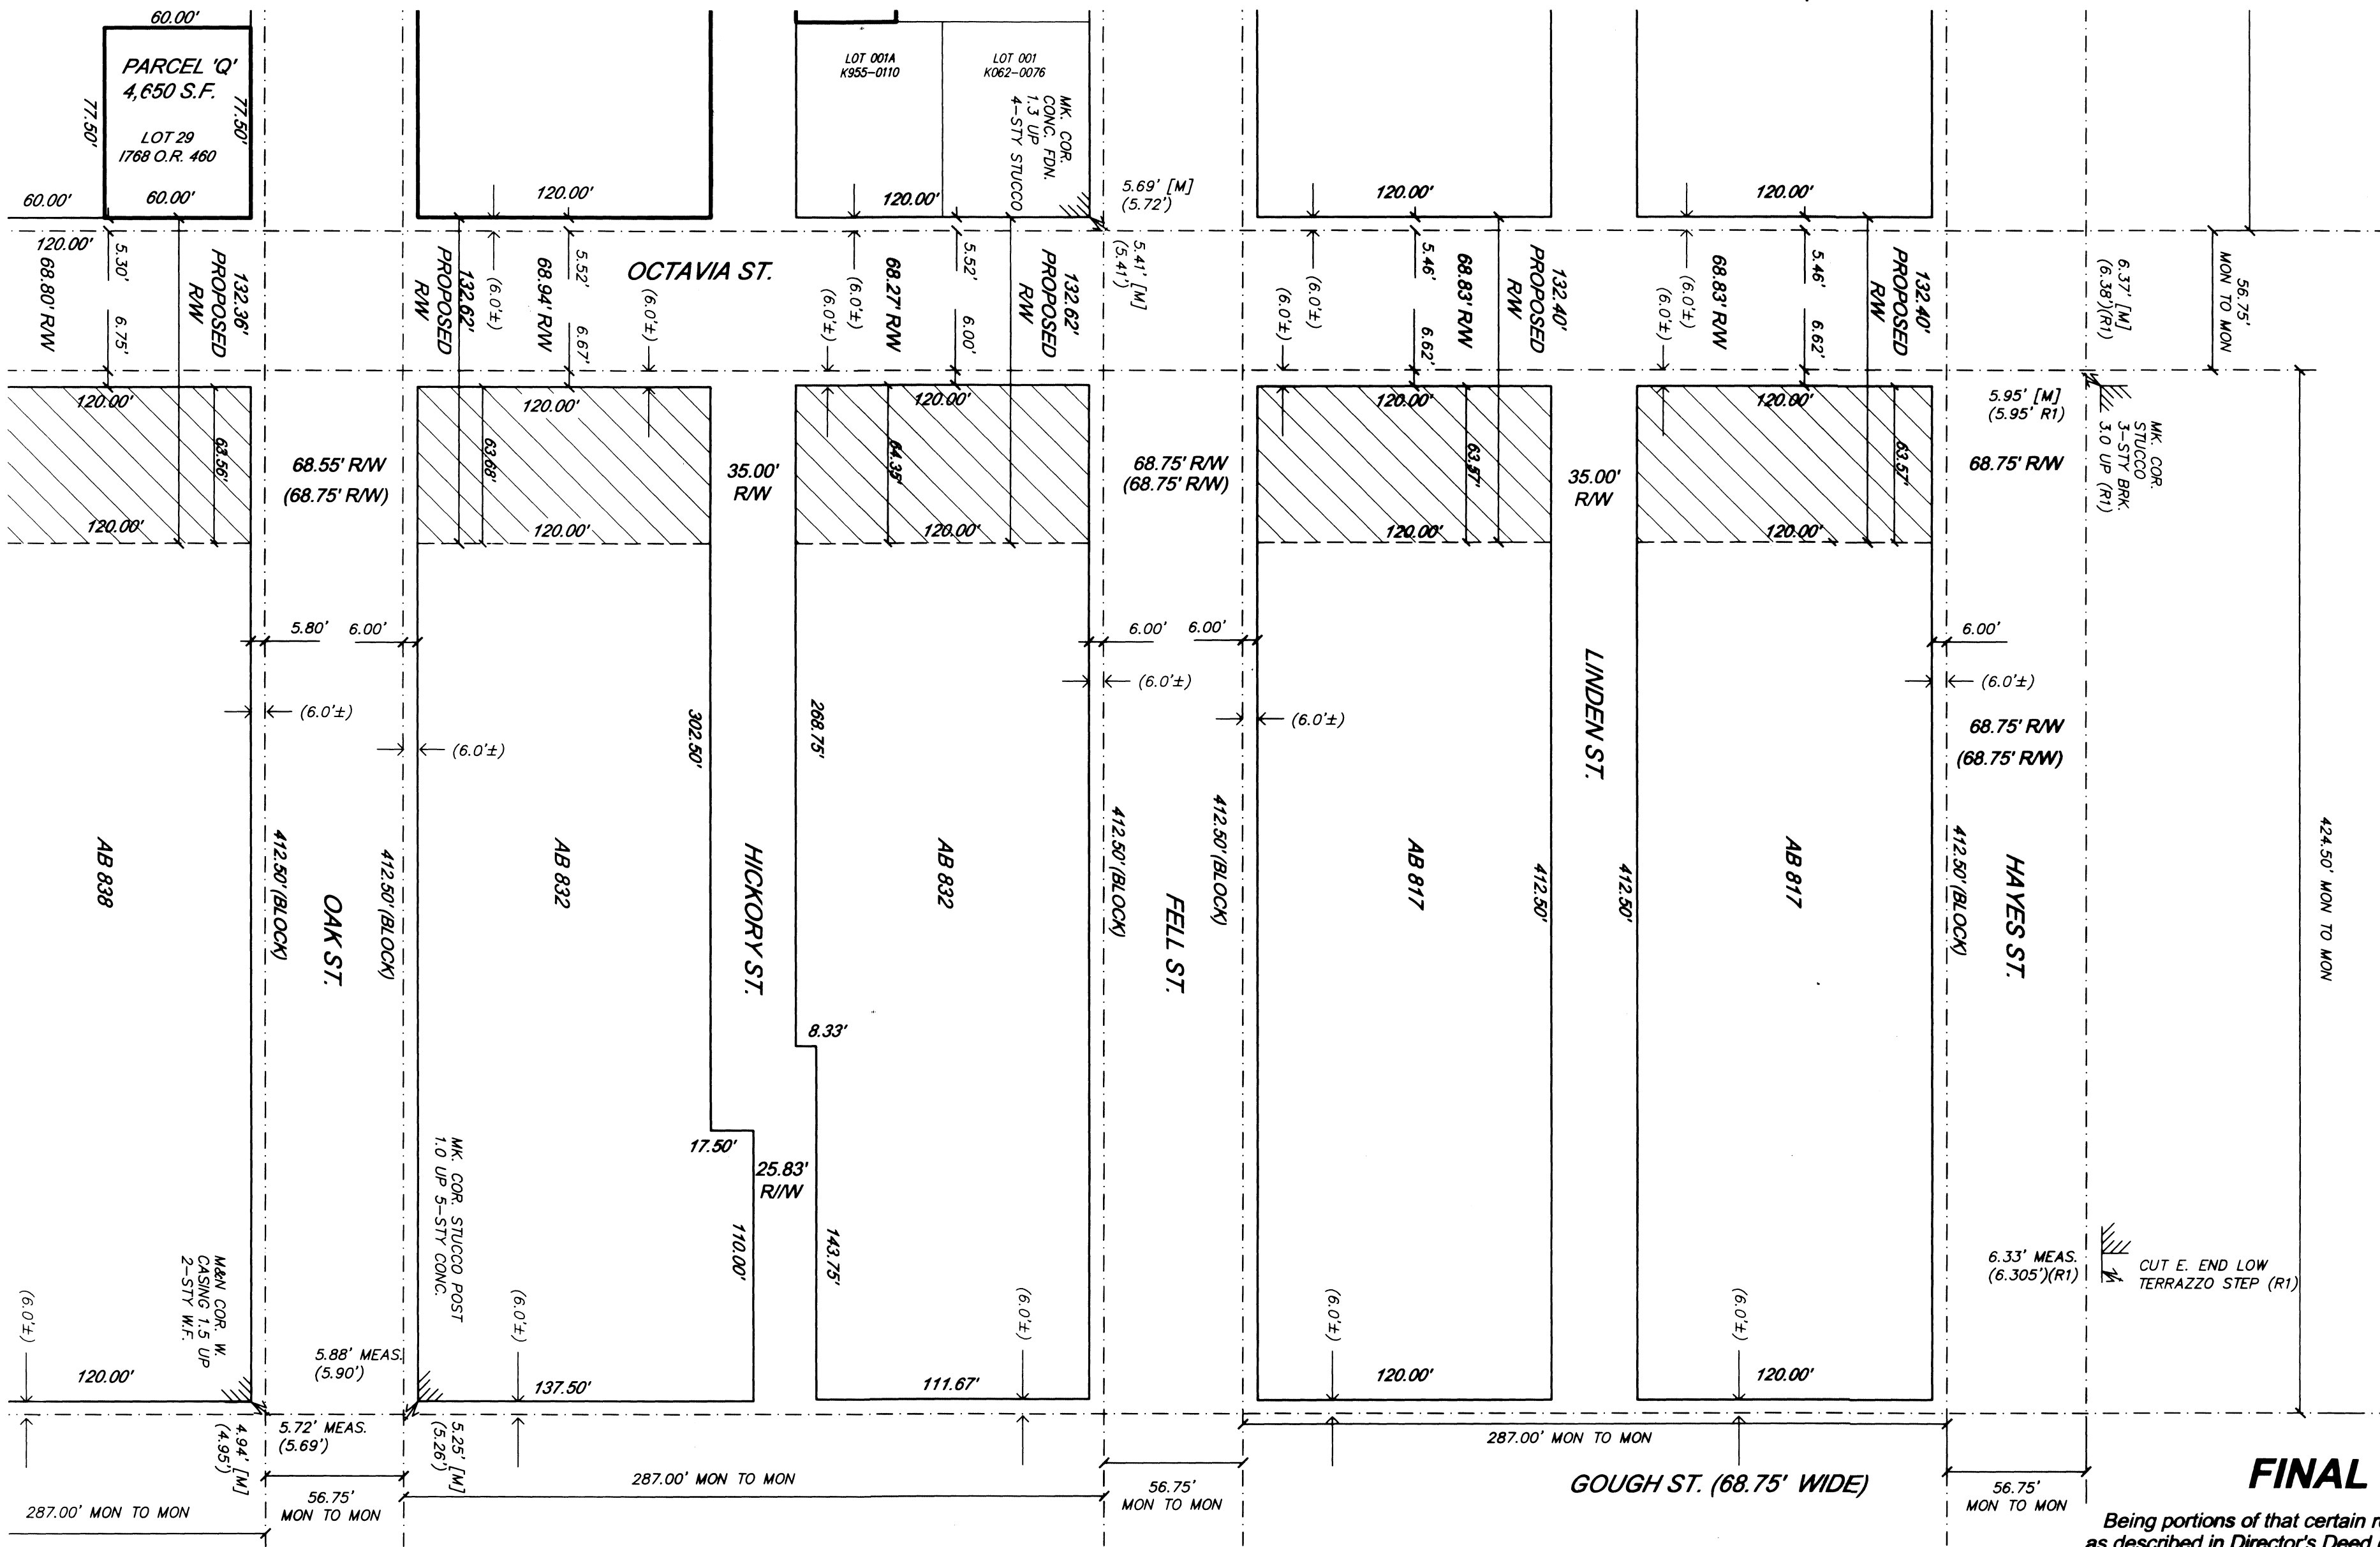 60.00'
PARCEL 'Q'
4,650 S.F.
77.50'
77.50'
LOT 29
I768 O.R. 460
60.00'
60.00'
120.00'
LOT 001A
K955-0110
LOT 001
K062-0076
MK. COR.
CONC. FDN.
1.3 UP
4-STY STUCCO
120.00'
5.69' [M]
(5.72')
120.00'
120.00'
120.00'
68.80' R/W
5.30'
6.75'
132.36'
PROPOSED
R/W
132.62'
PROPOSED
R/W
(6.0'±)
68.94' R/W
5.52'
6.67'
OCTAVIA ST.
(6.0'±)
(6.0'±)
(6.0'±)
68.27' R/W
5.52'
6.00'
132.62'
PROPOSED
R/W
5.41' [M]
(5.41')
(6.0'±)
(6.0'±)
5.46'
6.62'
68.83' R/W
132.40'
PROPOSED
R/W
(6.0'±)
(6.0'±)
68.83' R/W
5.46'
6.62'
132.40'
PROPOSED
R/W
6.37' [M]
(6.38')(R1)
56.75'
MON TO MON
120.00'
120.00'
120.00'
120.00'
120.00'
5.95' [M]
(5.95' R1)
MK. COR.
STUCCO
3-STY BRK
3.0 UP (R1)
63.56'
68.55' R/W
(68.75' R/W)
63.68'
35.00'
R/W
64.35'
68.75' R/W
(68.75' R/W)
63.57'
35.00'
R/W
63.57'
68.75' R/W
120.00'
120.00'
120.00'
120.00'
120.00'
5.80'
6.00'
6.00'
6.00'
6.00'
(6.0'±)
(6.0'±)
(6.0'±)
(6.0'±)
(6.0'±)
68.75' R/W
(68.75' R/W)
302.50'
268.75'
LINDEN ST.
AB 838
412.50' (BLOCK)
OAK ST.
412.50' (BLOCK)
AB 832
HICKORY ST.
AB 832
412.50' (BLOCK)
FELL ST.
412.50' (BLOCK)
AB 817
412.50'
412.50'
AB 817
412.50' (BLOCK)
HAYES ST.
424.50' MON TO MON
8.33'
17.50'
25.83'
R//W
110.00'
143.75'
MK. COR. STUCCO POST
1.0 UP 5-STY CONC.
M&N COR. W.
CASING 1.5 UP
2-STY W.F.
6.33' MEAS.
(6.305')(R1)
CUT E. END LOW
TERRAZZO STEP (R1)
(6.0'±)
(6.0'±)
(6.0'±)
(6.0'±)
(6.0'±)
5.88' MEAS.
(5.90')
120.00'
137.50'
111.67'
120.00'
120.00'
4.94' [M]
(4.95')
5.72' MEAS.
(5.69')
5.25' [M]
(5.26')
287.00' MON TO MON
287.00' MON TO MON
GOUGH ST. (68.75' WIDE)
287.00' MON TO MON
56.75'
MON TO MON
56.75'
MON TO MON
56.75'
MON TO MON
FINAL
Being portions of that certain
as described in Director's Deed